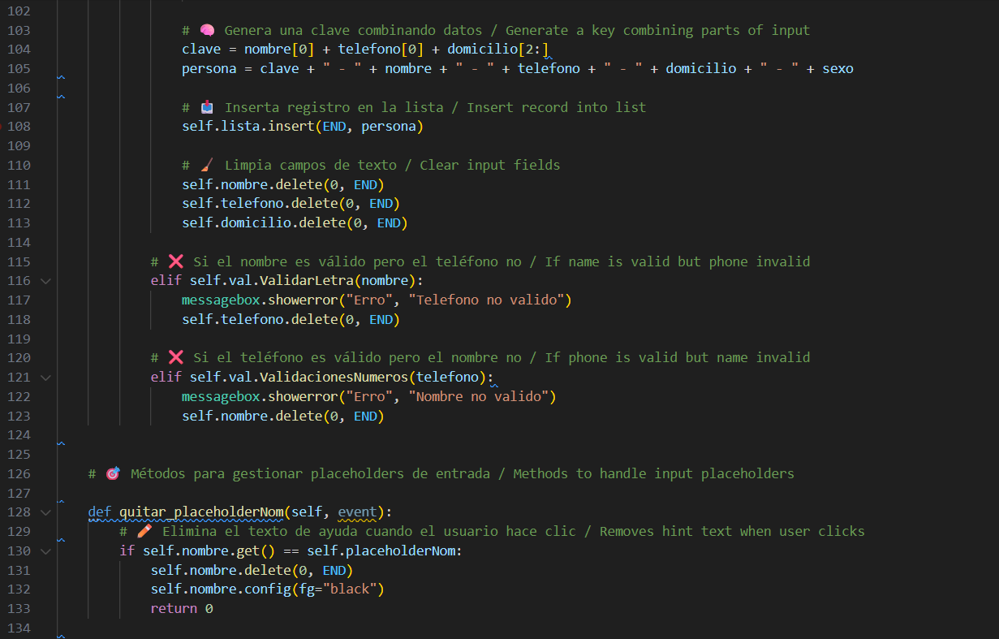 102
103 # 🧠 Genera una clave combinando datos / Generate a key combining parts of input
104 clave = nombre[0] + telefono[0] + domicilio[2:]
105 persona = clave + " - " + nombre + " - " + telefono + " - " + domicilio + " - " + sexo
106
107 # 📥 Inserta registro en la lista / Insert record into list
108 self.lista.insert(END, persona)
109
110 # 🧹 Limpia campos de texto / Clear input fields
111 self.nombre.delete(0, END)
112 self.telefono.delete(0, END)
113 self.domicilio.delete(0, END)
114
115 # ❌ Si el nombre es válido pero el teléfono no / If name is valid but phone invalid
116 elif self.val.ValidarLetra(nombre):
117 messagebox.showerror("Erro", "Telefono no valido")
118 self.telefono.delete(0, END)
119
120 # ❌ Si el teléfono es válido pero el nombre no / If phone is valid but name invalid
121 elif self.val.ValidacionesNumeros(telefono):
122 messagebox.showerror("Erro", "Nombre no valido")
123 self.nombre.delete(0, END)
124
125
126 # 🎯 Métodos para gestionar placeholders de entrada / Methods to handle input placeholders
127
128 def quitar_placeholderNom(self, event):
129 # ✏️ Elimina el texto de ayuda cuando el usuario hace clic / Removes hint text when user clicks
130 if self.nombre.get() == self.placeholderNom:
131 self.nombre.delete(0, END)
132 self.nombre.config(fg="black")
133 return 0
134